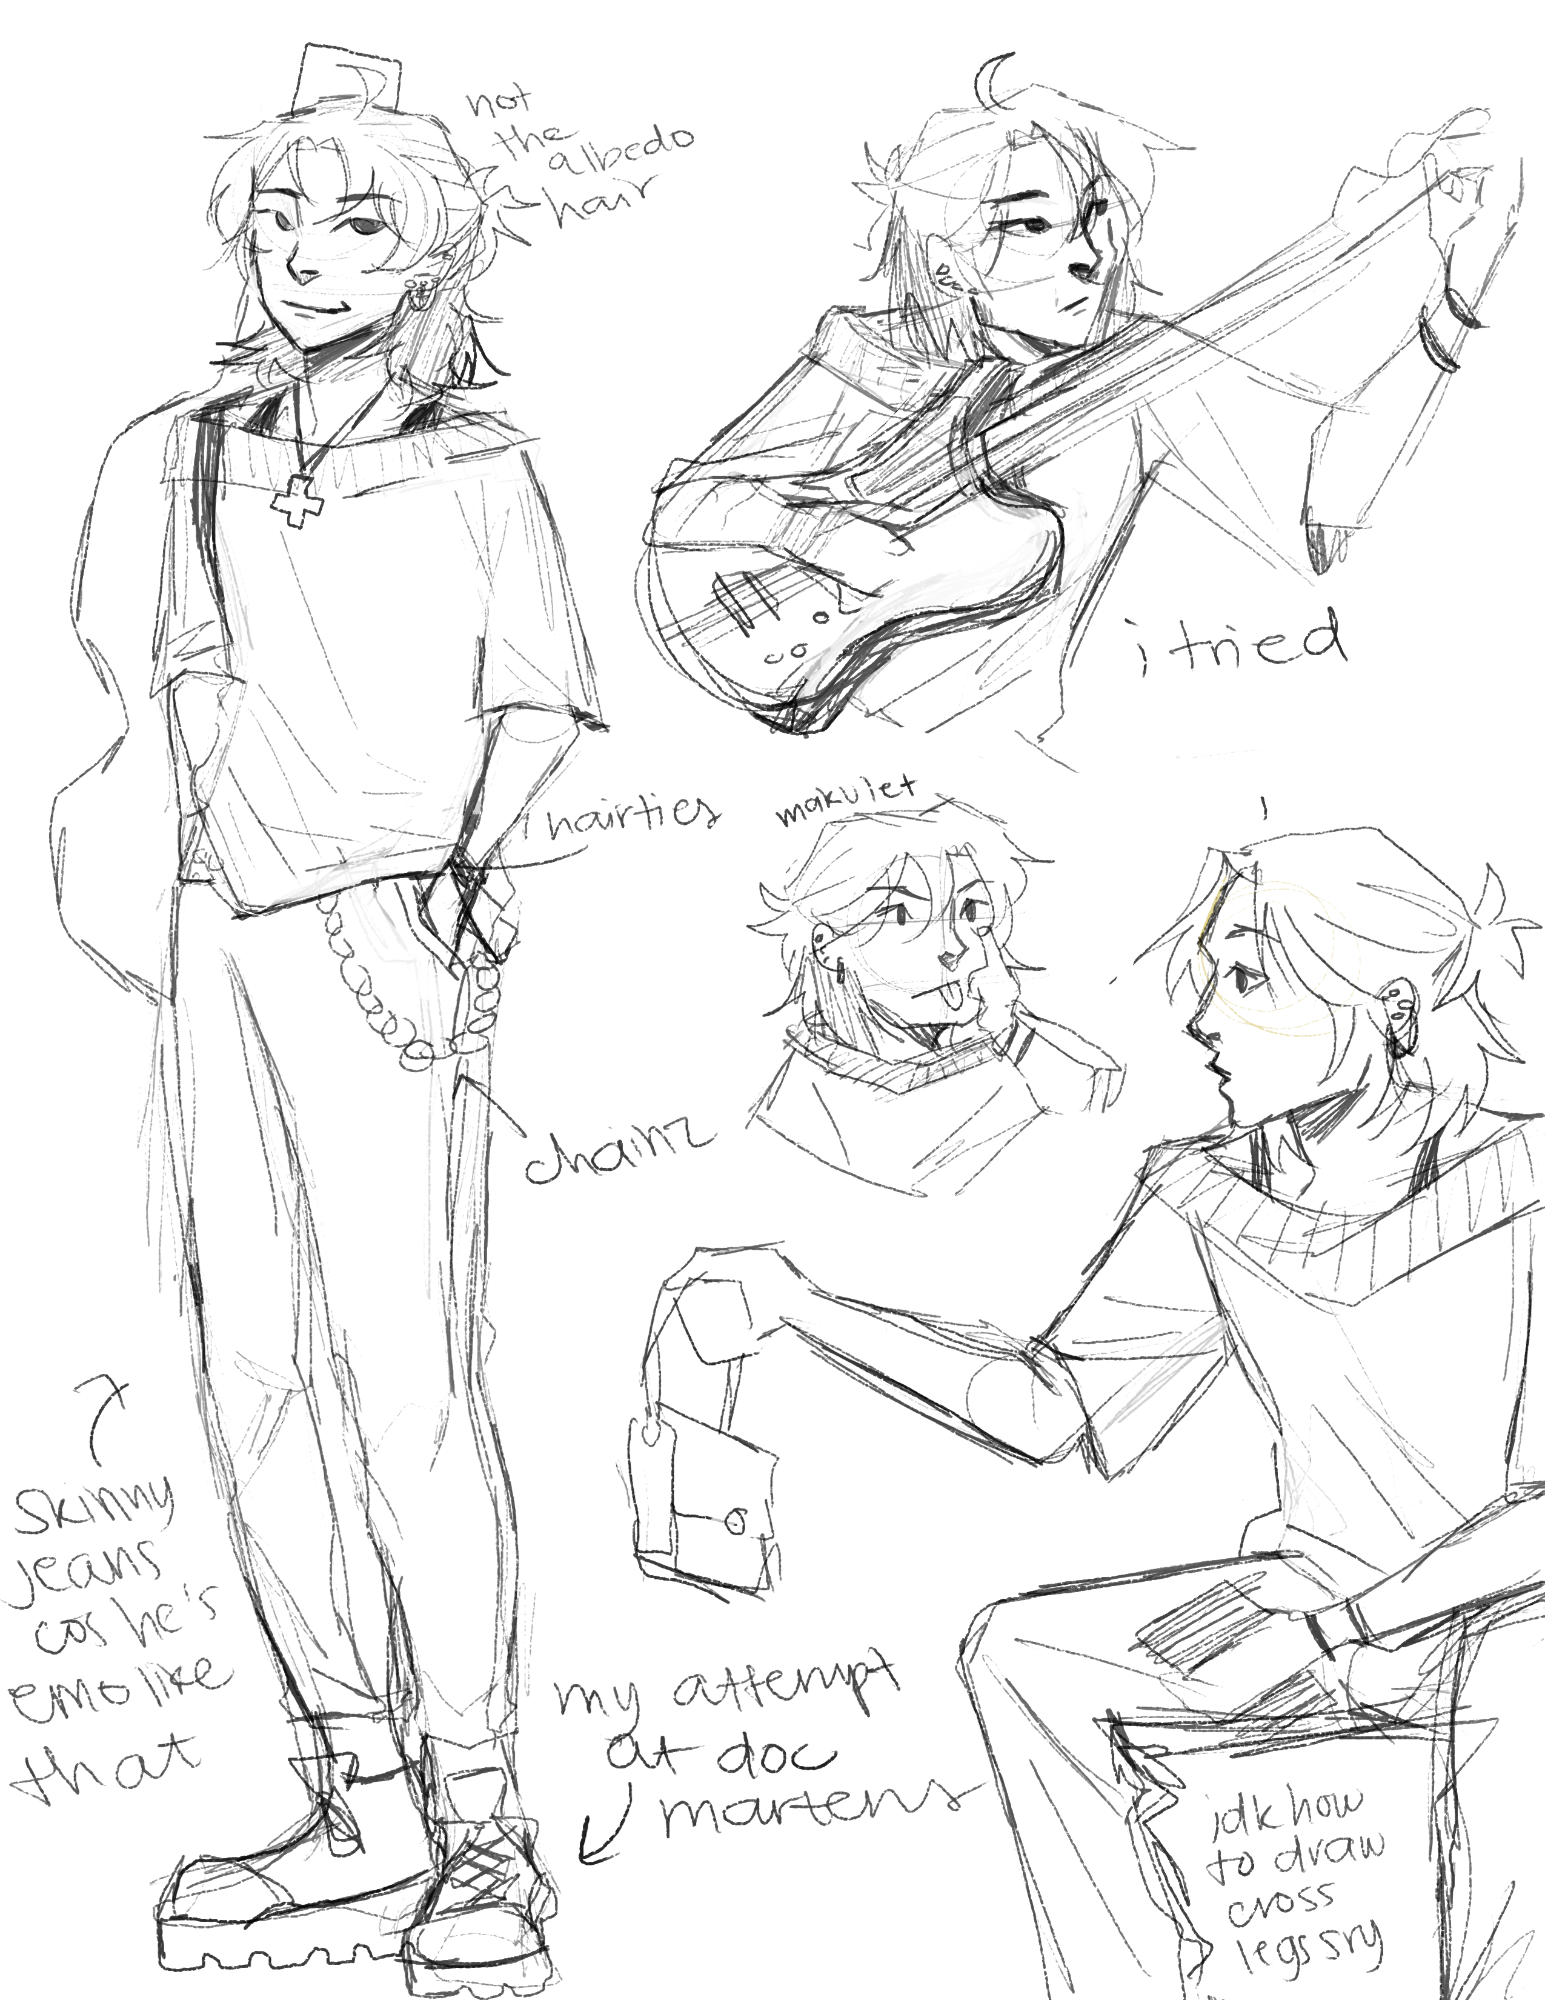 not
the
albedo
hair
i tried
hairties
makulet
chainz
skinny
jeans
cos he's
emo like
that
my attempt
at doc
martens
idk how
to draw
cross
legs sry